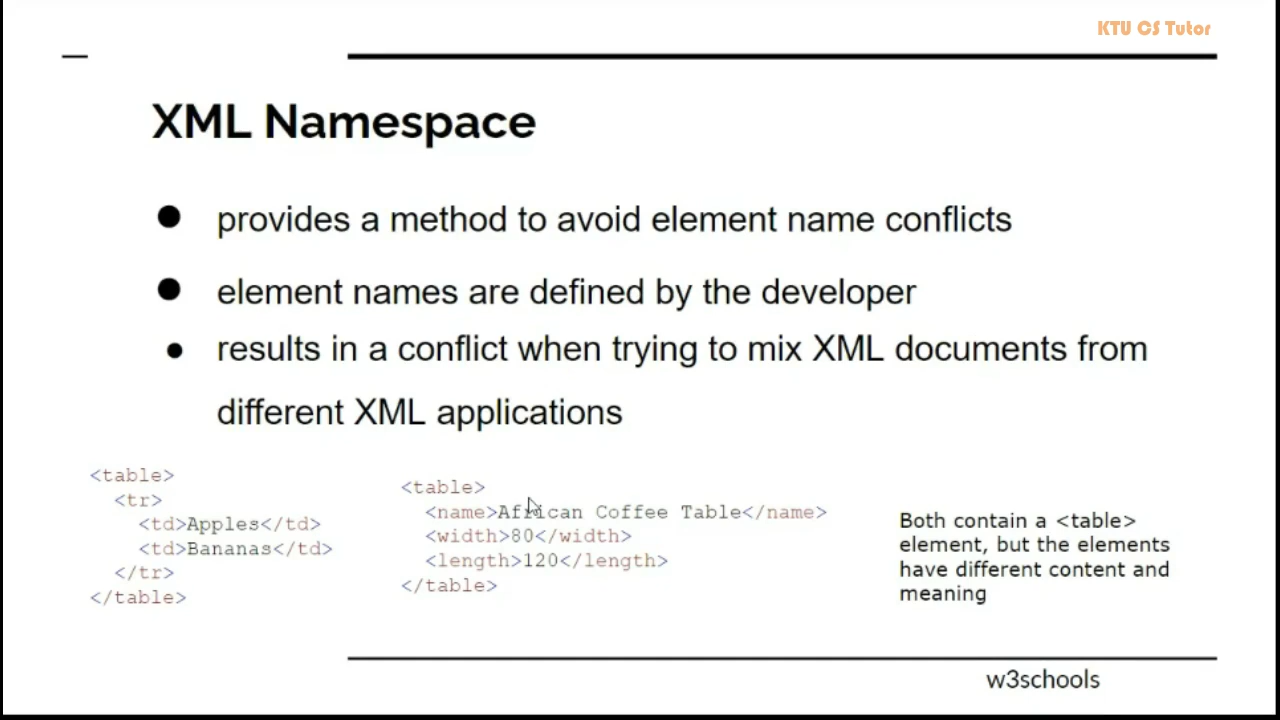 KTU CS Tutor
XML Namespace
● provides a method to avoid element name conflicts
● element names are defined by the developer
● results in a conflict when trying to mix XML documents from
different XML applications
<table>
  <tr>
    <td>Apples</td>
    <td>Bananas</td>
  </tr>
</table>
<table>
  <name>African Coffee Table</name>
  <width>80</width>
  <length>120</length>
</table>
Both contain a <table>
element, but the elements
have different content and
meaning
w3schools